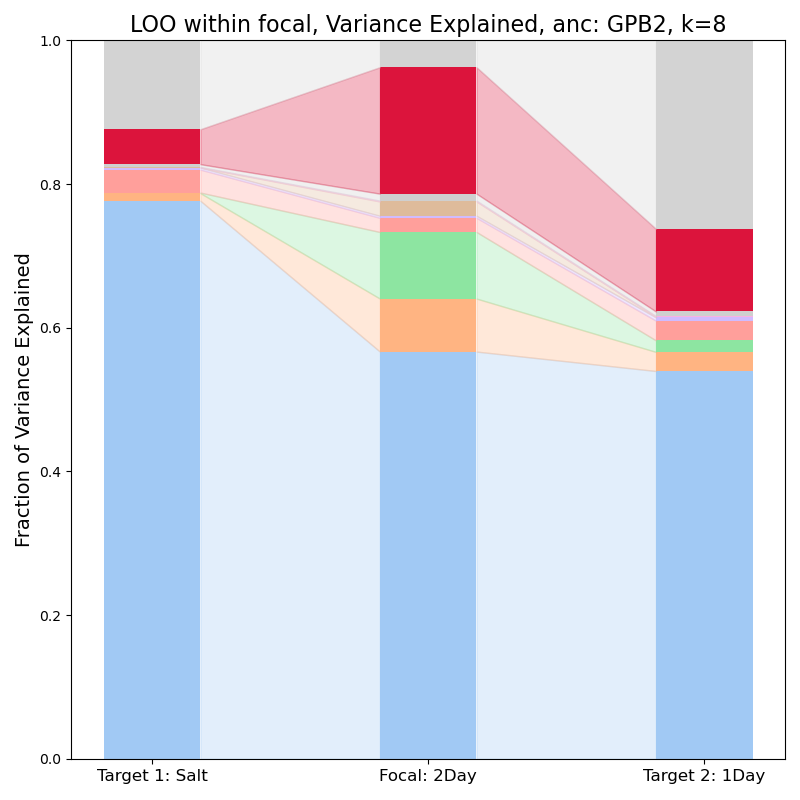 LOO within focal, Variance Explained, anc: GPB2, k=8
Fraction of Variance Explained
1.0
0.8
0.6
0.4
0.2
0.0
Target 1: Salt
Focal: 2Day
Target 2: 1Day